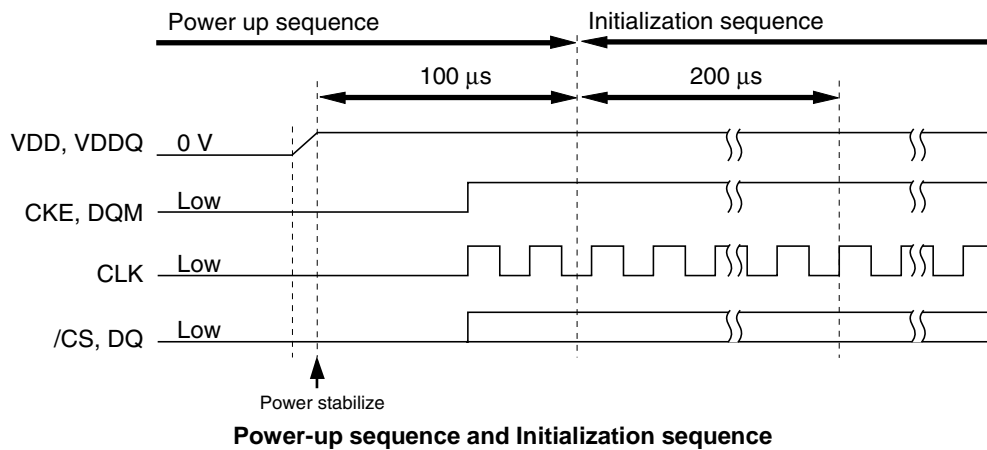 Power up sequence
Initialization sequence
100 μs
200 μs
VDD, VDDQ
0 V
CKE, DQM
Low
CLK
Low
/CS, DQ
Low
Power stabilize
Power-up sequence and Initialization sequence